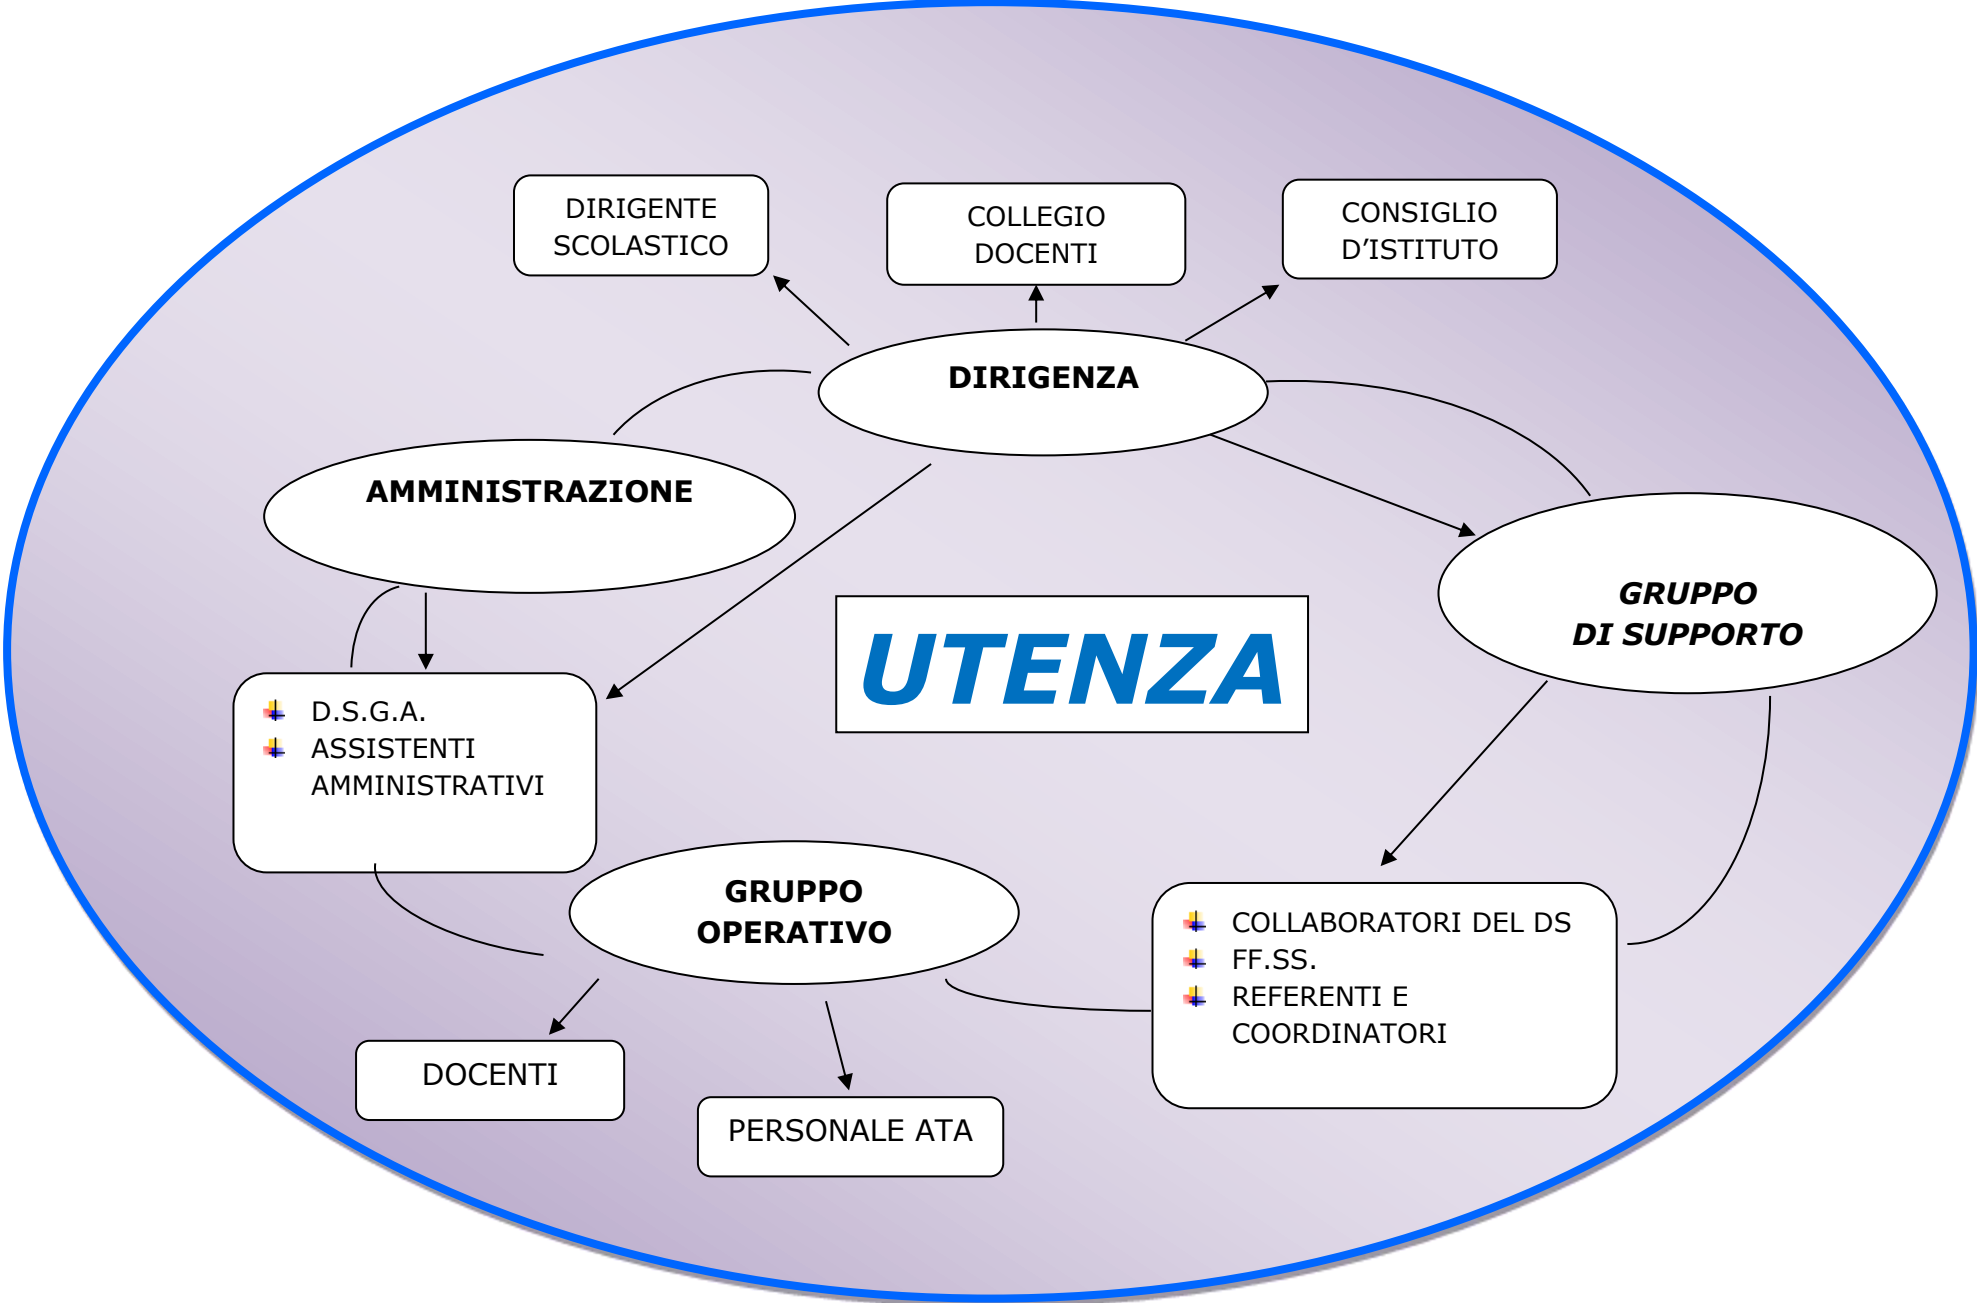 DIRIGENTE
SCOLASTICO
COLLEGIO
DOCENTI
CONSIGLIO
D’ISTITUTO
DIRIGENZA
AMMINISTRAZIONE
GRUPPO
DI SUPPORTO
UTENZA
D.S.G.A.
ASSISTENTI
AMMINISTRATIVI
GRUPPO
OPERATIVO
COLLABORATORI DEL DS
FF.SS.
REFERENTI E
COORDINATORI
DOCENTI
PERSONALE ATA